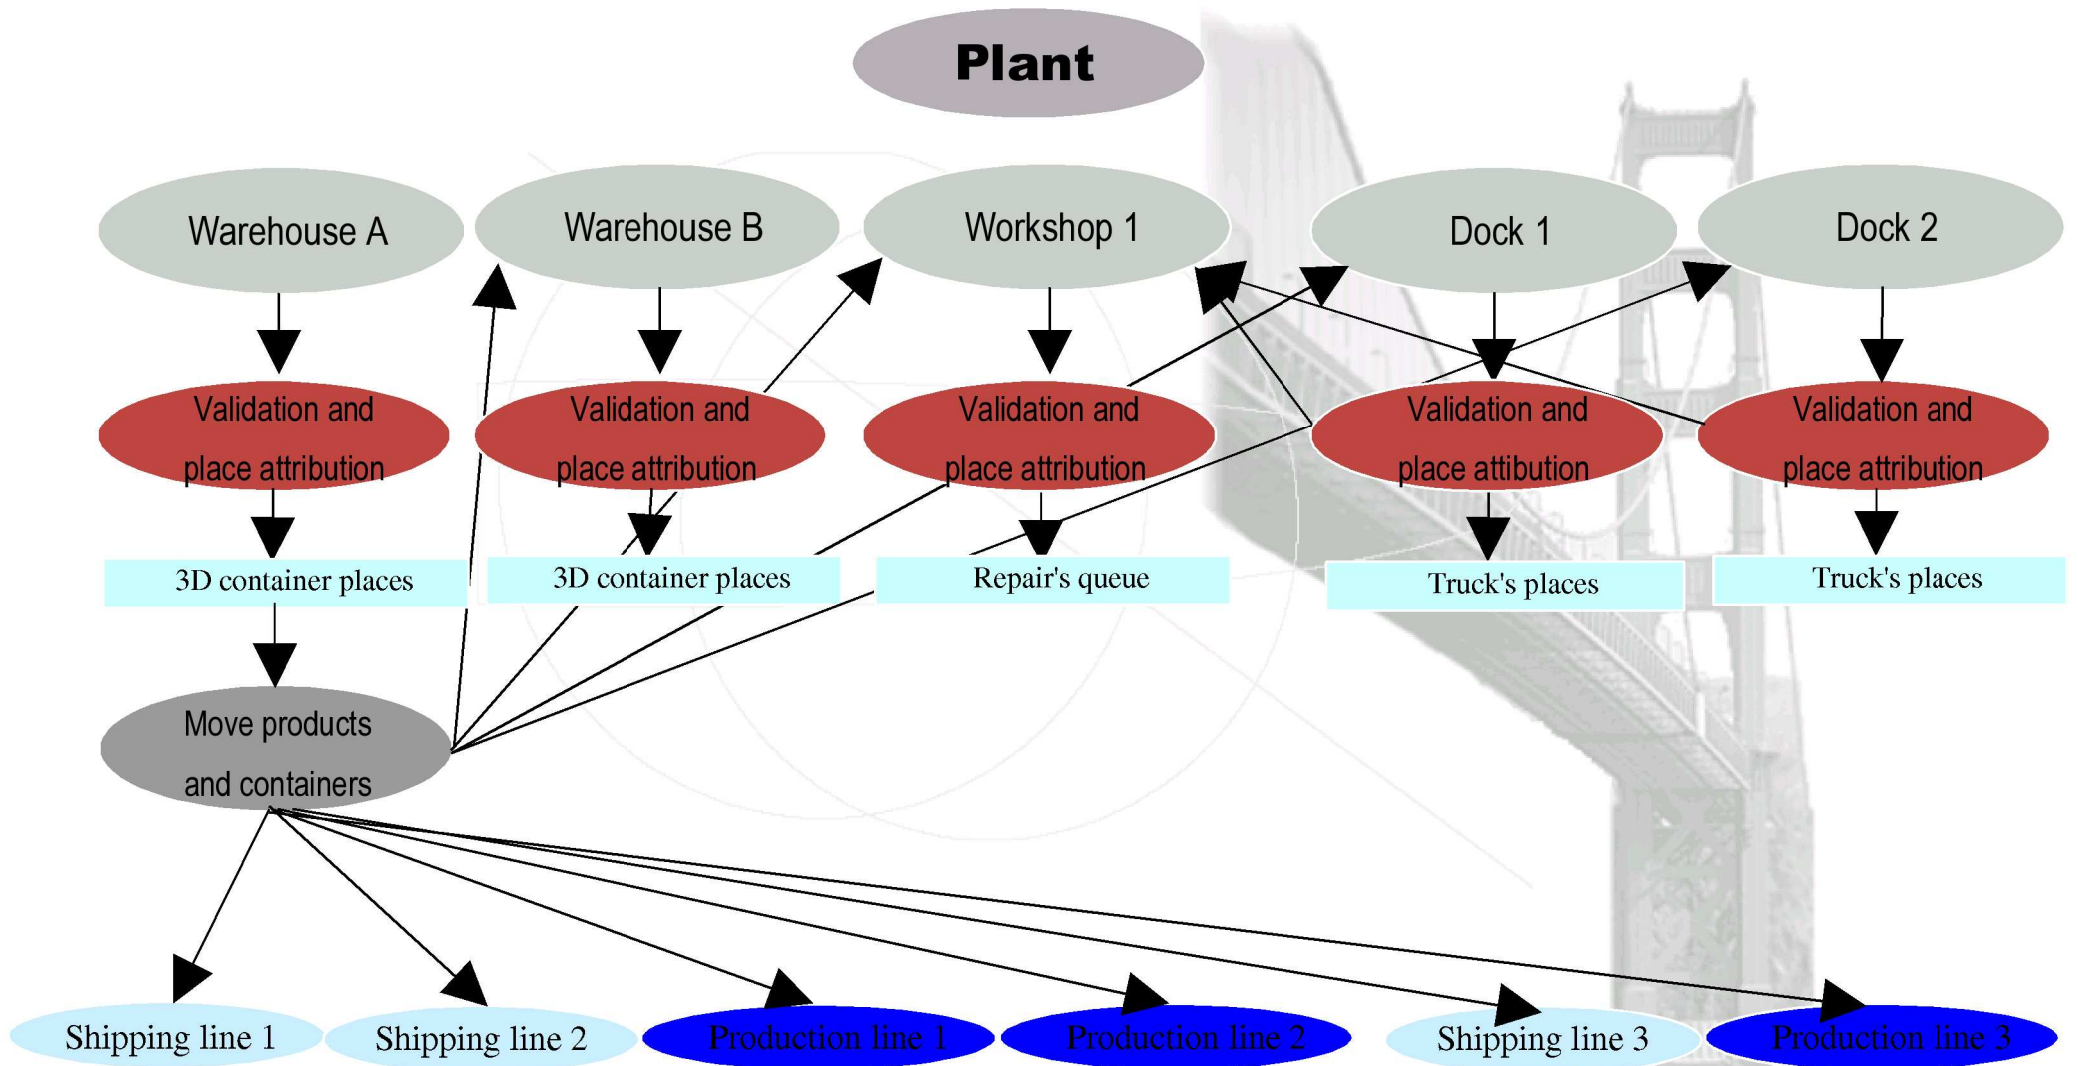 Plant
Warehouse A
Warehouse B
Workshop 1
Dock 1
Dock 2
Validation and
place attribution
Validation and
place attribution
Validation and
place attribution
Validation and
place attibution
Validation and
place attribution
3D container places
3D container places
Repair's queue
Truck's places
Truck's places
Move products
and containers
Shipping line 1
Shipping line 2
Production line 1
Production line 2
Shipping line 3
Production line 3